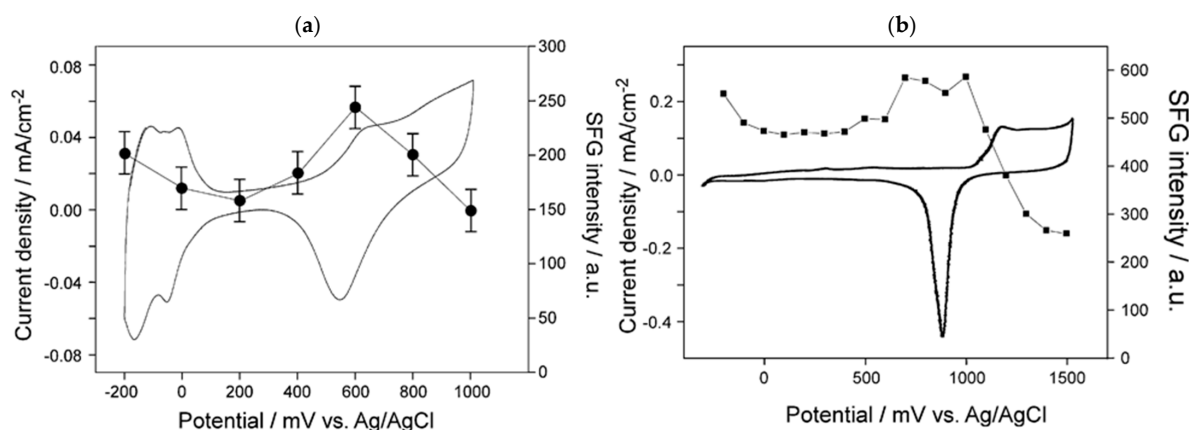 (a)
0.08
0.04
0.00
-0.04
-0.08
Current density / mA/cm⁻²
300
250
200
150
100
50
0
SFG intensity / a.u.
-200 0 200 400 600 800 1000
Potential / mV vs. Ag/AgCl
(b)
0.2
0.0
-0.2
-0.4
Current density / mA/cm⁻²
600
500
400
300
200
100
0
SFG intensity / a.u.
0 500 1000 1500
Potential / mV vs. Ag/AgCl